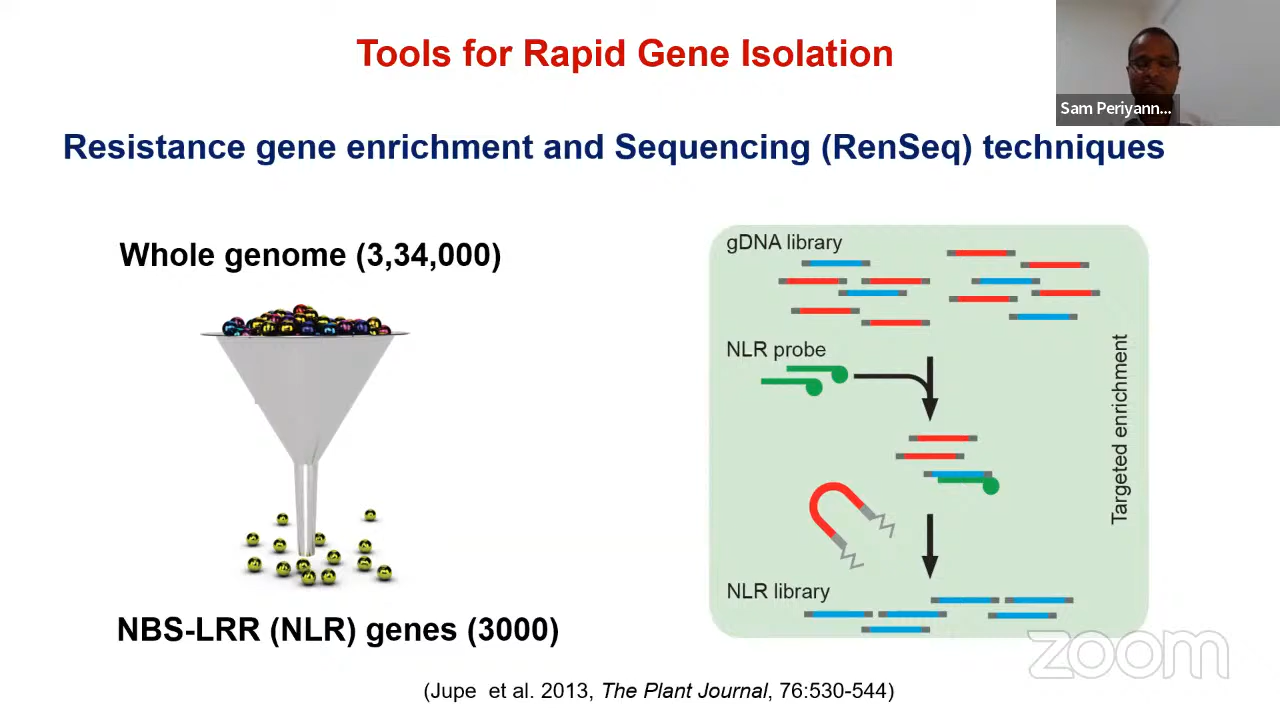 Tools for Rapid Gene Isolation
Sam Periyann...
Resistance gene enrichment and Sequencing (RenSeq) techniques
Whole genome (3,34,000)
NBS-LRR (NLR) genes (3000)
gDNA library
NLR probe
Targeted enrichment
NLR library
zoom
(Jupe et al. 2013, The Plant Journal, 76:530-544)